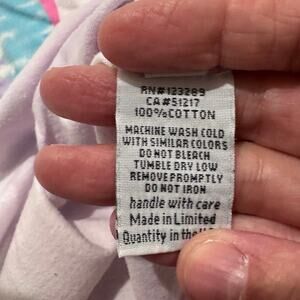 RN#123289
CA#51217
100%COTTON
MACHINE WASH COLD
WITH SIMILAR COLORS
DO NOT BLEACH
TUMBLE DRY LOW
REMOVE PROMPTLY
DO NOT IRON
handle with care
Made in Limited
Quantity in the